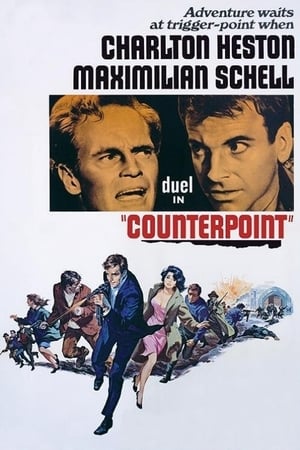 Adventure waits
at trigger-point when
CHARLTON HESTON
MAXIMILIAN SCHELL
duel
IN
"COUNTERPOINT"